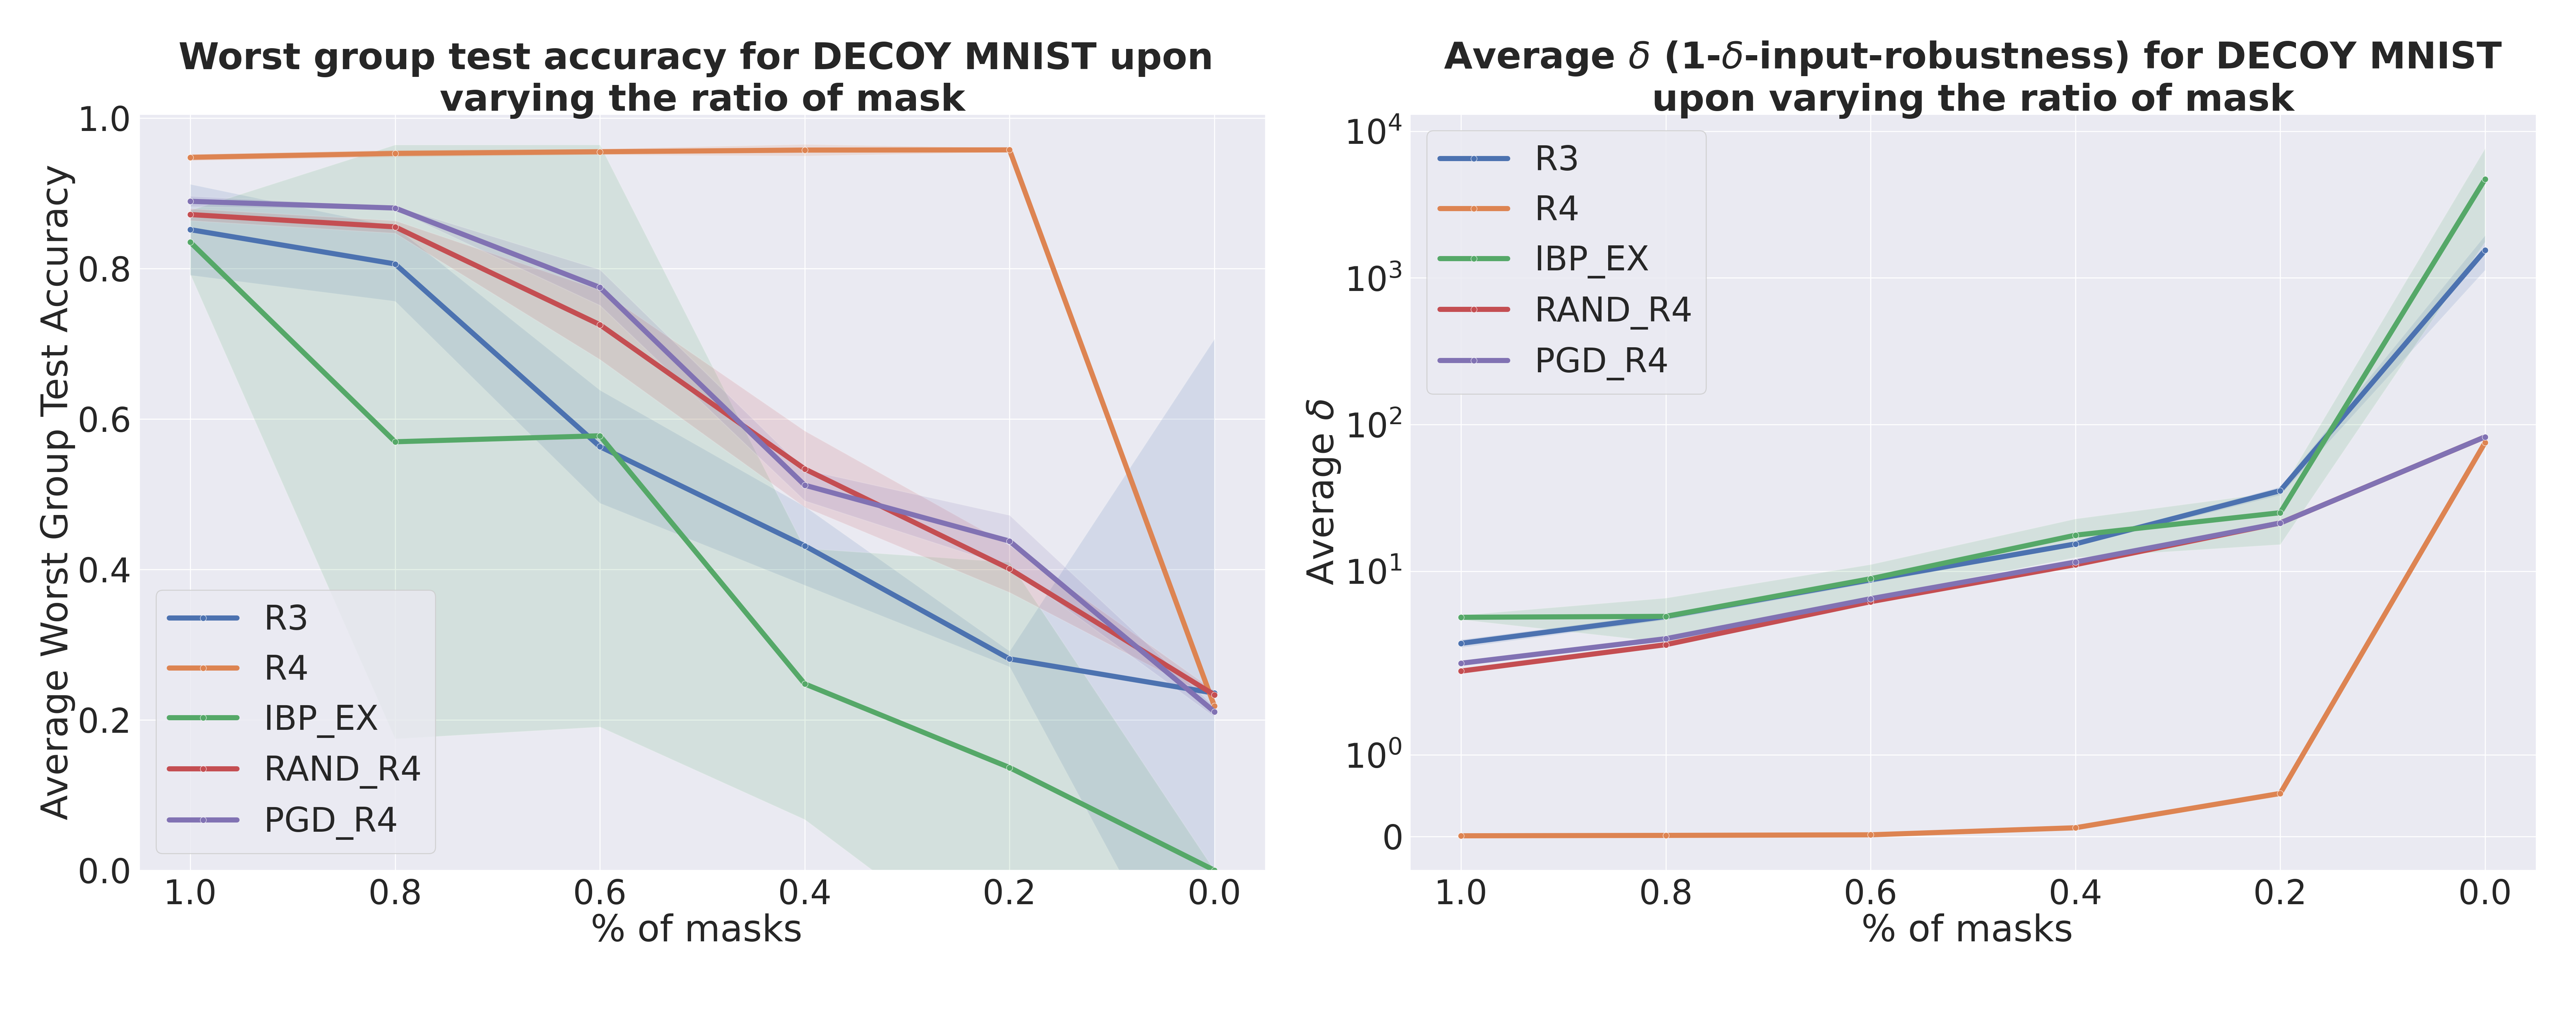 Worst group test accuracy for DECOY MNIST upon
varying the ratio of mask
Average Worst Group Test Accuracy
1.0
0.8
0.6
0.4
0.2
0.0
R3
R4
IBP_EX
RAND_R4
PGD_R4
1.0 0.8 0.6 0.4 0.2 0.0
% of masks
Average δ (1-δ-input-robustness) for DECOY MNIST
upon varying the ratio of mask
Average δ
10⁴
10³
10²
10¹
10⁰
0
R3
R4
IBP_EX
RAND_R4
PGD_R4
1.0 0.8 0.6 0.4 0.2 0.0
% of masks